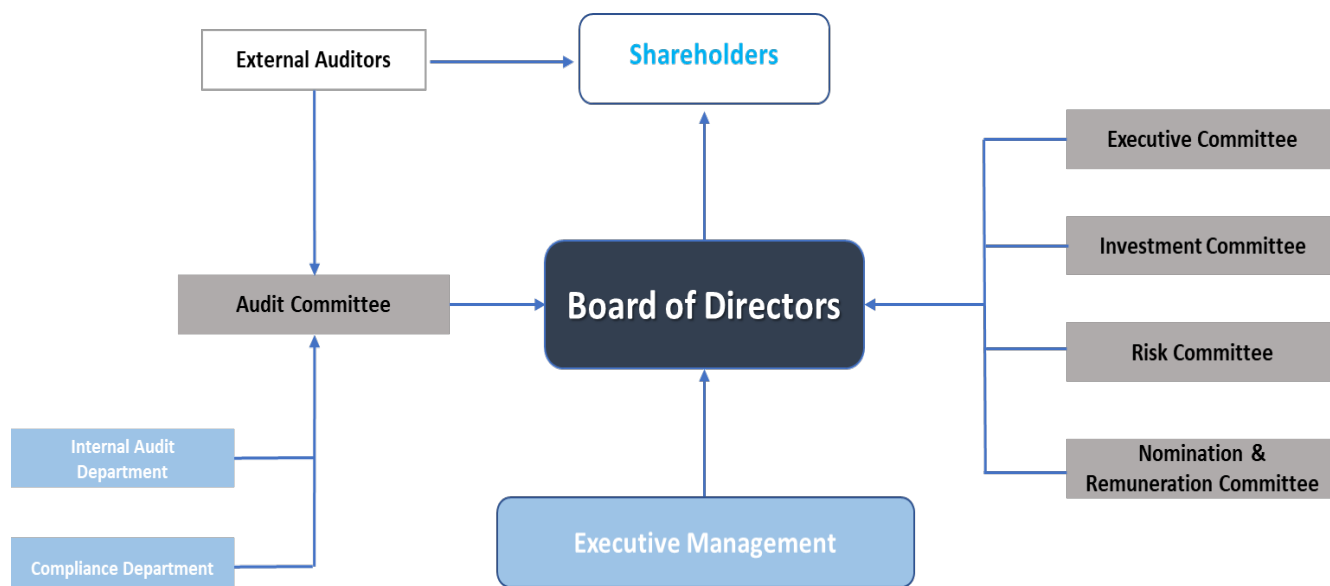 External Auditors
Shareholders
Executive Committee
Investment Committee
Audit Committee
Board of Directors
Risk Committee
Internal Audit
Department
Nomination &
Remuneration Committee
Executive Management
Compliance Department